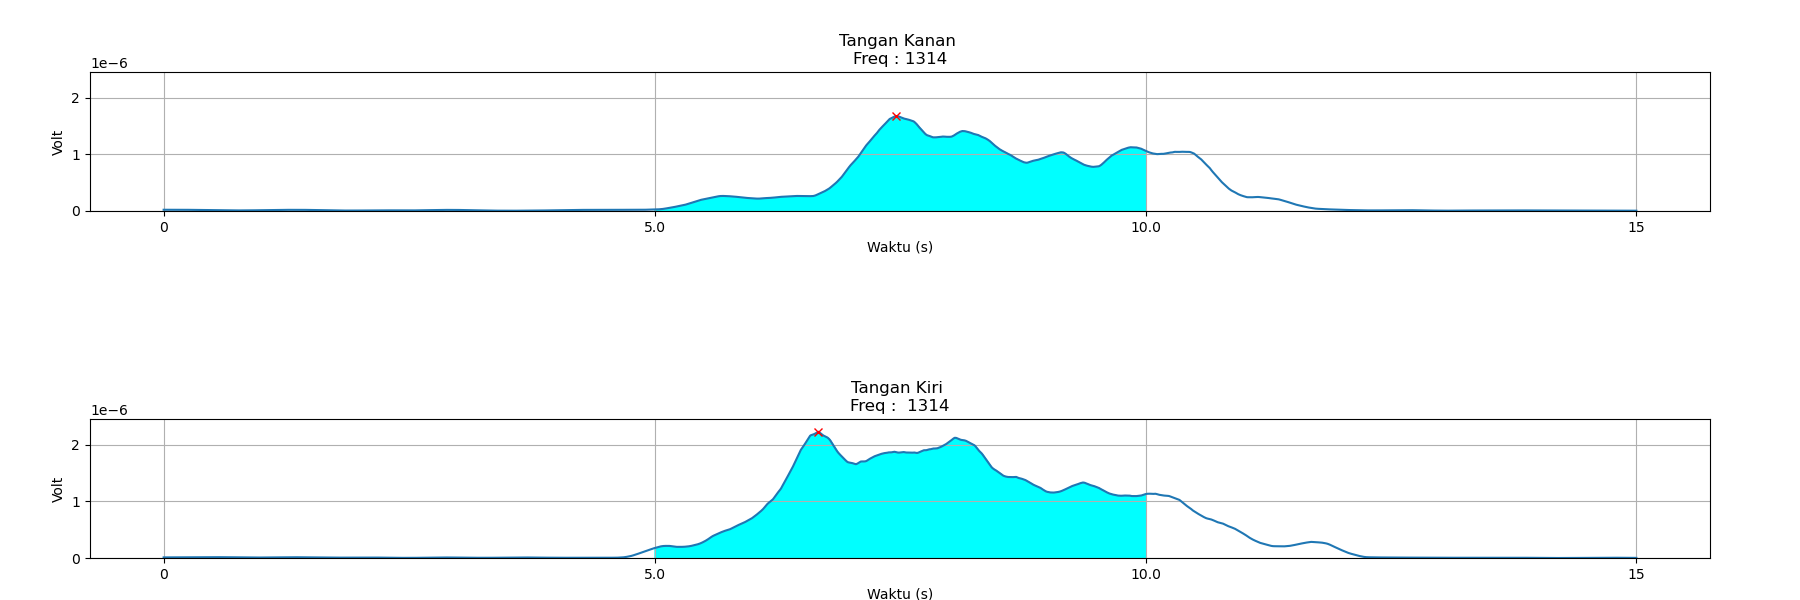 Tangan Kanan
Freq : 1314
1e−6
2
1
0
Volt
0 5.0 10.0 15
Waktu (s)
Tangan Kiri
Freq :  1314
1e−6
2
1
0
Volt
0 5.0 10.0 15
Waktu (s)